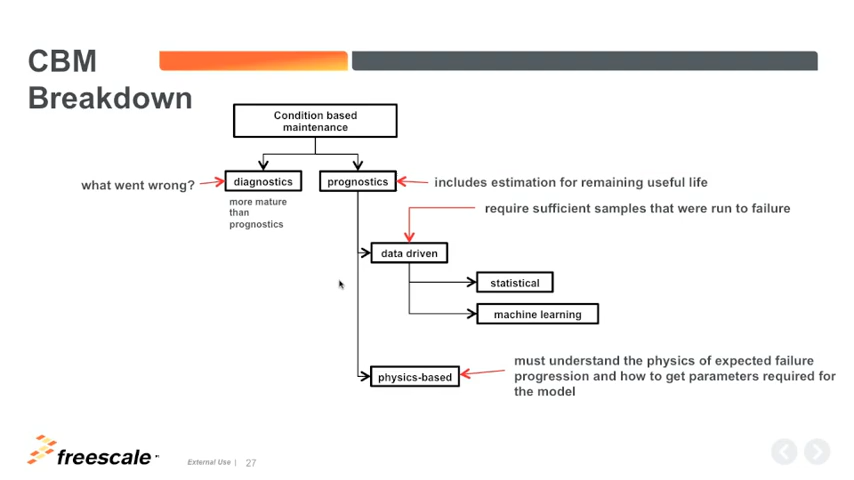 CBM
Breakdown
Condition based
maintenance
what went wrong?
diagnostics
prognostics
includes estimation for remaining useful life
more mature
than
prognostics
require sufficient samples that were run to failure
data driven
statistical
machine learning
physics-based
must understand the physics of expected failure
progression and how to get parameters required for
the model
freescale
External Use | 27